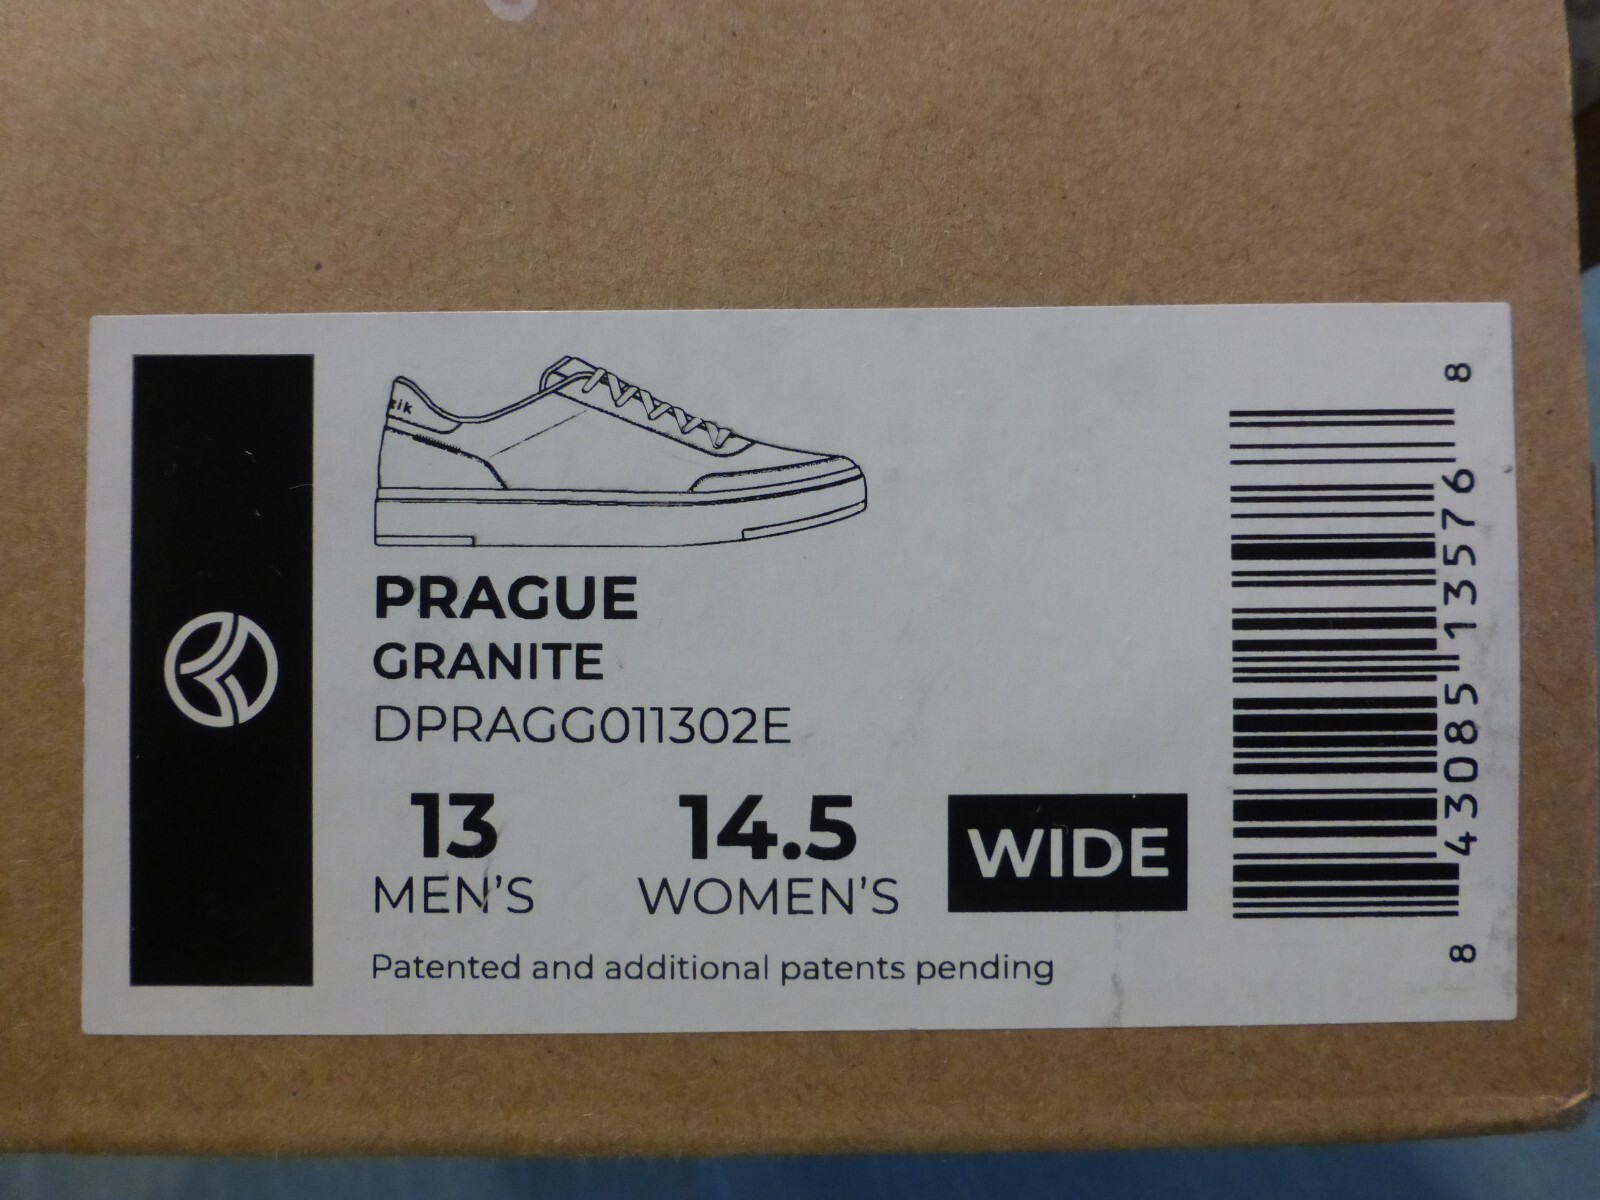 PRAGUE
GRANITE
DPRAGG011302E
13
MEN'S
14.5
WOMEN'S
WIDE
Patented and additional patents pending
8 43085 13576 8